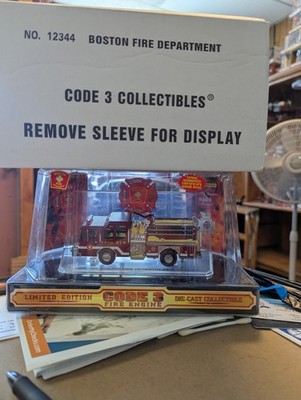 NO. 12344 BOSTON FIRE DEPARTMENT
CODE 3 COLLECTIBLES®
REMOVE SLEEVE FOR DISPLAY
LIMITED EDITION
CODE 3
FIRE ENGINE
DIE-CAST COLLECTIBLE